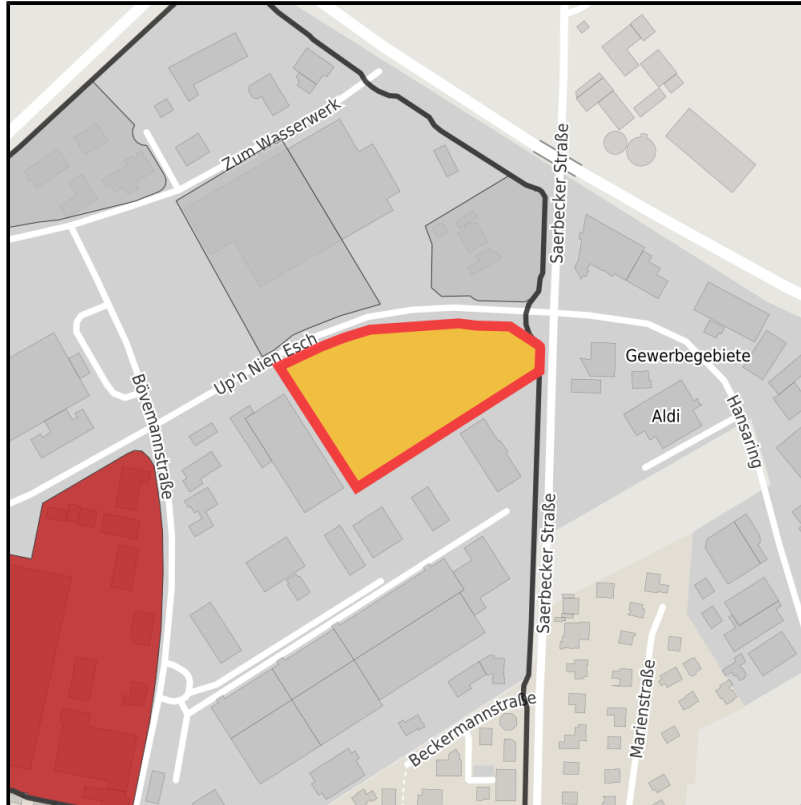 Zum Wasserwerk
Saerbecker Straße
Up'n Nien Esch
Gewerbegebiete
Bövemannstraße
Aldi
Hansaring
Saerbecker Straße
Marienstraße
Beckermannstraße